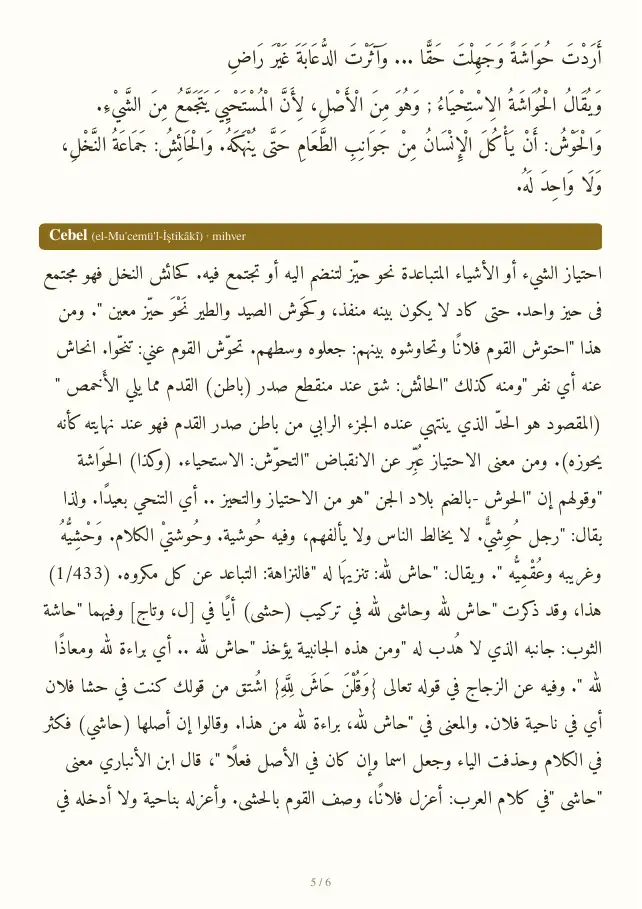 أَرَدْتَ حُوَاشَةً وَجَهِلْتَ حَقًّا ... وَآثَرْتَ الدُّعَابَةَ غَيْرَ رَاضِ
وَيُقَالُ الْحُوَاشَةُ الِاسْتِحْيَاءُ ; وَهُوَ مِنَ الْأَصْلِ، لِأَنَّ الْمُسْتَحْيِيَ يَتَجَمَّعُ مِنَ الشَّيْءِ.
وَالْحَوْشُ: أَنْ يَأْكُلَ الْإِنْسَانُ مِنْ جَوَانِبِ الطَّعَامِ حَتَّى يُنْهِكَهُ. وَالْحَائِشُ: جَمَاعَةُ النَّخْلِ،
وَلَا وَاحِدَ لَهُ.
Cebel (el-Mu'cemü'l-İştikâkî) · mihver
احتياز الشيء أو الأشياء المتباعدة نحو حيّز لتنضم اليه أو تجتمع فيه. كحائش النخل فهو مجتمع
فى حيز واحد. حتى كاد لا يكون بينه منفذ، وكَحَوش الصيد والطير نَحْوَ حيّز معين ". ومن
هذا "احتوش القوم فلانًا وتحاوشوه بينهم: جعلوه وسطهم. تحوّش القوم عني: تنحّوا. انحاش
عنه أي نفر "ومنه كذلك "الحائش: شق عند منقطع صدر (باطن) القدم مما يلي الأَخمص "
(المقصود هو الحدّ الذي ينتهي عنده الجزء الرابي من باطن صدر القدم فهو عند نهايته كأنه
يحوزه). ومن معنى الاحتياز عُبِّر عن الانقباض "التحوّش: الاستحياء. (وكذا) الحوَاشة
"وقولهم إن "الحوش -بالضم بلاد الجن "هو من الاحتياز والتحيز .. أي التنحي بعيدًا. ولذا
يقال: "رجل حُوِشيٌّ. لا يخالط الناس ولا يألفهم، وفيه حُوشية. وحُوشتيْ الكلام. وَحْشِيُّهُ
وغريبه وعُقْمِيُّه ". ويقال: "حاش لله: تنزيهَا له "فالنزاهة: التباعد عن كل مكروه. (1/433)
هذا، وقد ذكرت "حاش لله وحاشى لله في تركيب (حشى) أيًا في [ل، وتاج] وفيهما "حاشة
الثوب: جانبه الذي لا هُدب له "ومن هذه الجانبية يؤخذ "حاش لله .. أي براءة لله ومعاذًا
لله ". وفيه عن الزجاج في قوله تعالى {وَقُلْنَ حَاشَ لِلَّهِ} اشُتق من قولك كنت في حشا فلان
أي في ناحية فلان. والمعنى في "حاش لله، براءة لله من هذا. وقالوا إن أصلها (حاشي) فكثر
في الكلام وحذفت الياء وجعل اسما وإن كان في الأصل فعلًا "، قال ابن الأنباري معنى
"حاشى "في كلام العرب: أعزل فلانًا، وصف القوم بالحشى. وأعزله بناحية ولا أدخله في
5 / 6